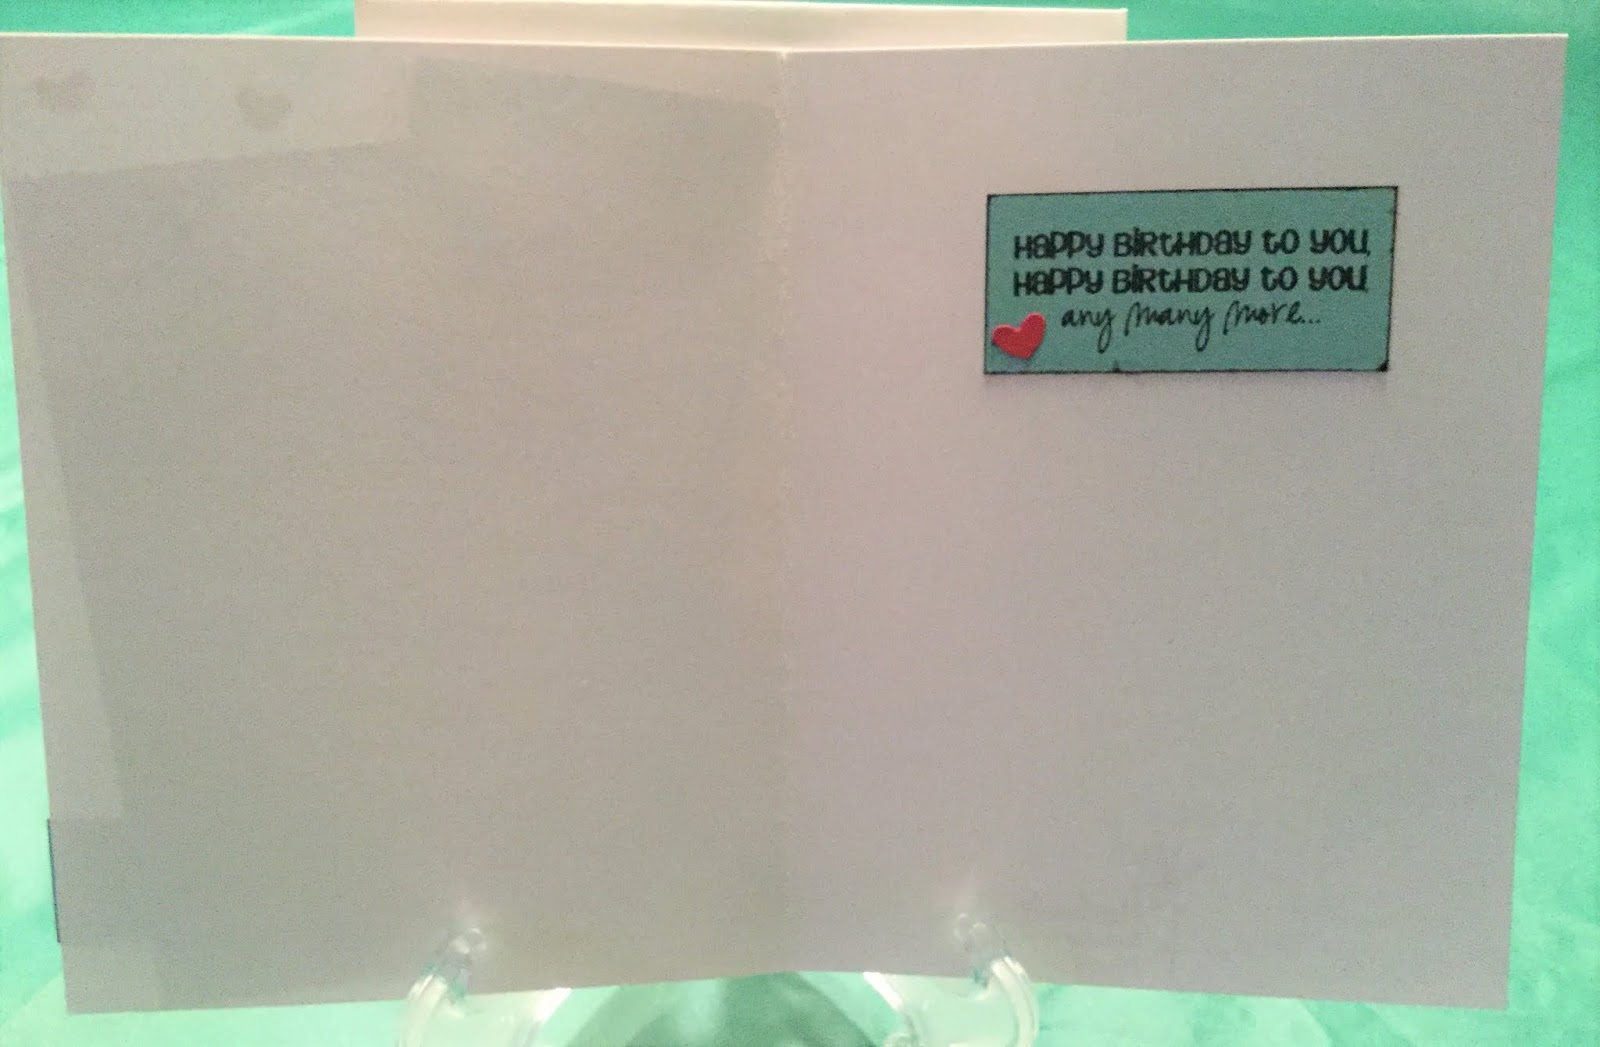 HAPPY BIRTHDAY TO YOU,
HAPPY BIRTHDAY TO YOU
any many more...